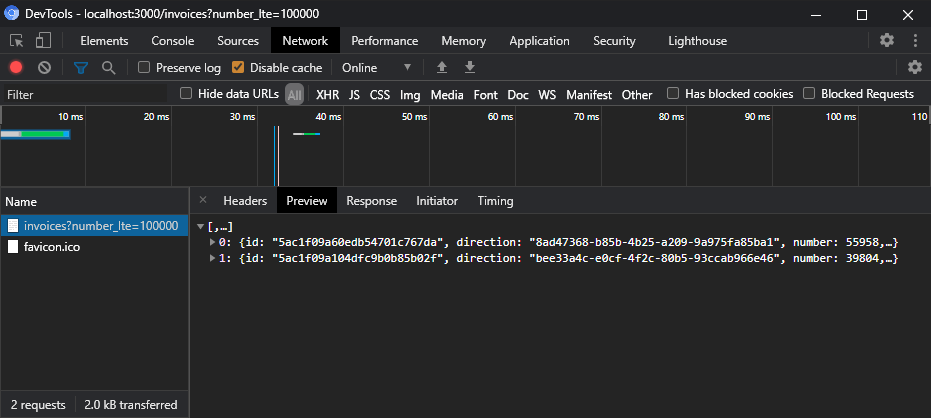 DevTools - localhost:3000/invoices?number_lte=100000
Elements Console Sources Network Performance Memory Application Security Lighthouse
Preserve log Disable cache Online
Filter Hide data URLs All XHR JS CSS Img Media Font Doc WS Manifest Other Has blocked cookies Blocked Requests
10 ms 20 ms 30 ms 40 ms 50 ms 60 ms 70 ms 80 ms 90 ms 100 ms 110
Name × Headers Preview Response Initiator Timing
invoices?number_lte=100000
favicon.ico
[,…]
0: {id: "5ac1f09a60edb54701c767da", direction: "8ad47368-b85b-4b25-a209-9a975fa85ba1", number: 55958,…}
1: {id: "5ac1f09a104dfc9b0b85b02f", direction: "bee33a4c-e0cf-4f2c-80b5-93ccab966e46", number: 39804,…}
2 requests 2.0 kB transferred